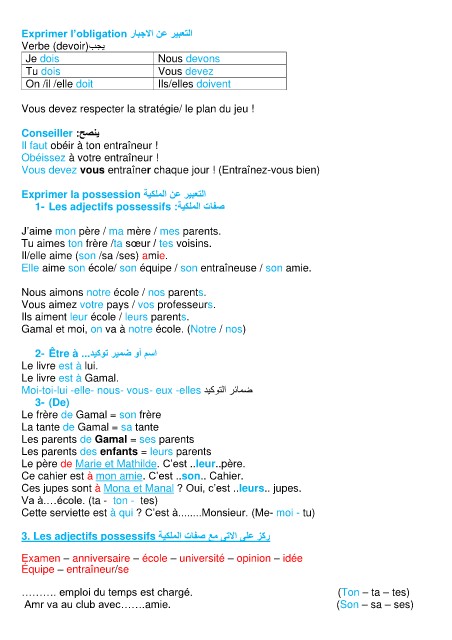 Exprimer l'obligation التعبير عن الاجبار
Verbe (devoir)يجب
Je dois Nous devons
Tu dois Vous devez
On /il /elle doit Ils/elles doivent
Vous devez respecter la stratégie/ le plan du jeu !
Conseiller :ينصح
Il faut obéir à ton entraîneur !
Obéissez à votre entraîneur !
Vous devez vous entraîner chaque jour ! (Entraînez-vous bien)
Exprimer la possession التعبير عن الملكية
1- Les adjectifs possessifs :صفات الملكية
J'aime mon père / ma mère / mes parents.
Tu aimes ton frère /ta sœur / tes voisins.
Il/elle aime (son /sa /ses) amie.
Elle aime son école/ son équipe / son entraîneuse / son amie.
Nous aimons notre école / nos parents.
Vous aimez votre pays / vos professeurs.
Ils aiment leur école / leurs parents.
Gamal et moi, on va à notre école. (Notre / nos)
2- Être à ...اسم أو ضمير توكيد
Le livre est à lui.
Le livre est à Gamal.
Moi-toi-lui -elle- nous- vous- eux -elles ضمائر التوكيد
3- (De)
Le frère de Gamal = son frère
La tante de Gamal = sa tante
Les parents de Gamal = ses parents
Les parents des enfants = leurs parents
Le père de Marie et Mathilde. C'est ..leur..père.
Ce cahier est à mon amie. C'est ..son.. Cahier.
Ces jupes sont à Mona et Manal ? Oui, c'est ..leurs.. jupes.
Va à....école. (ta - ton - tes)
Cette serviette est à qui ? C'est à........Monsieur. (Me- moi - tu)
3. Les adjectifs possessifs ركز على الاتى مع صفات الملكية
Examen – anniversaire – école – université – opinion – idée
Équipe – entraîneur/se
………. emploi du temps est chargé. (Ton – ta – tes)
Amr va au club avec…….amie. (Son – sa – ses)